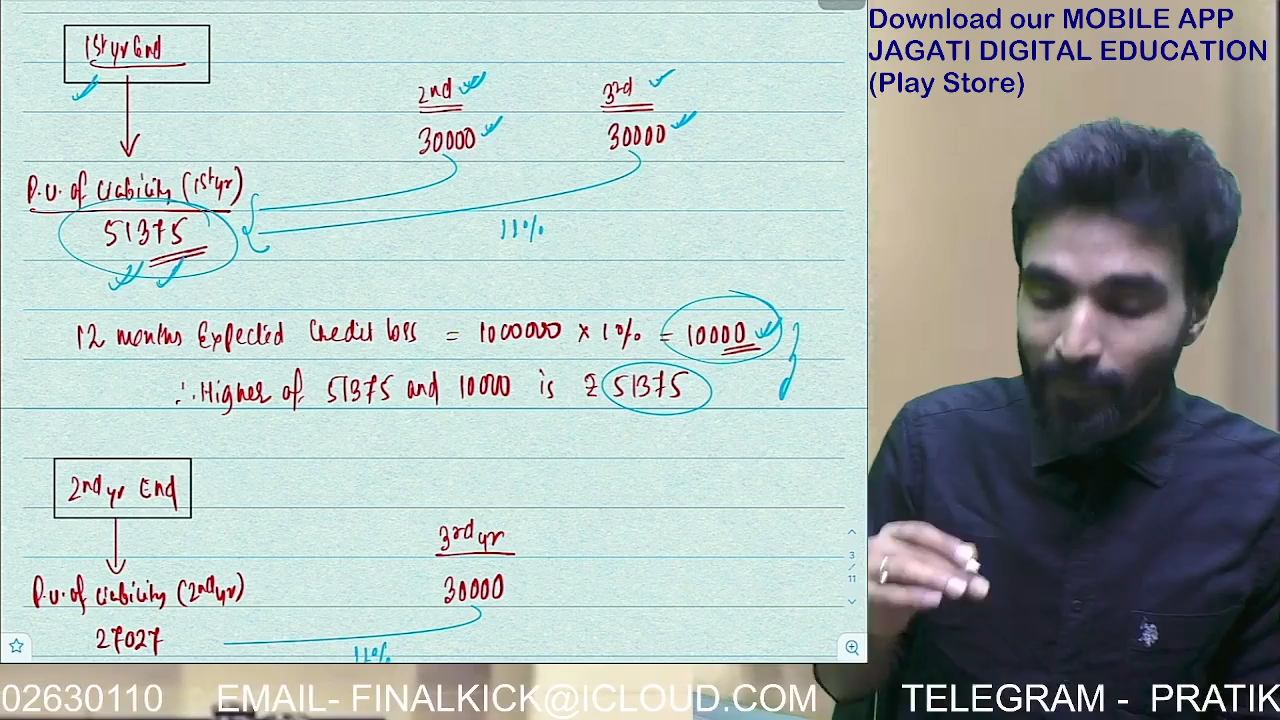 1st yr End
2nd
3rd
30000
30000
P.V. of Liability (1st yr)
51375
11%
12 months Expected Credit loss = 1000000 × 1% = 10000
∴ Higher of 51375 and 10000 is ₹ 51375
2nd yr End
3rd yr
P.V. of Liability (2nd yr)
30000
27027
11%
3
/
11
Download our MOBILE APP
JAGATI DIGITAL EDUCATION
(Play Store)
02630110 EMAIL- FINALKICK@ICLOUD.COM TELEGRAM - PRATIK